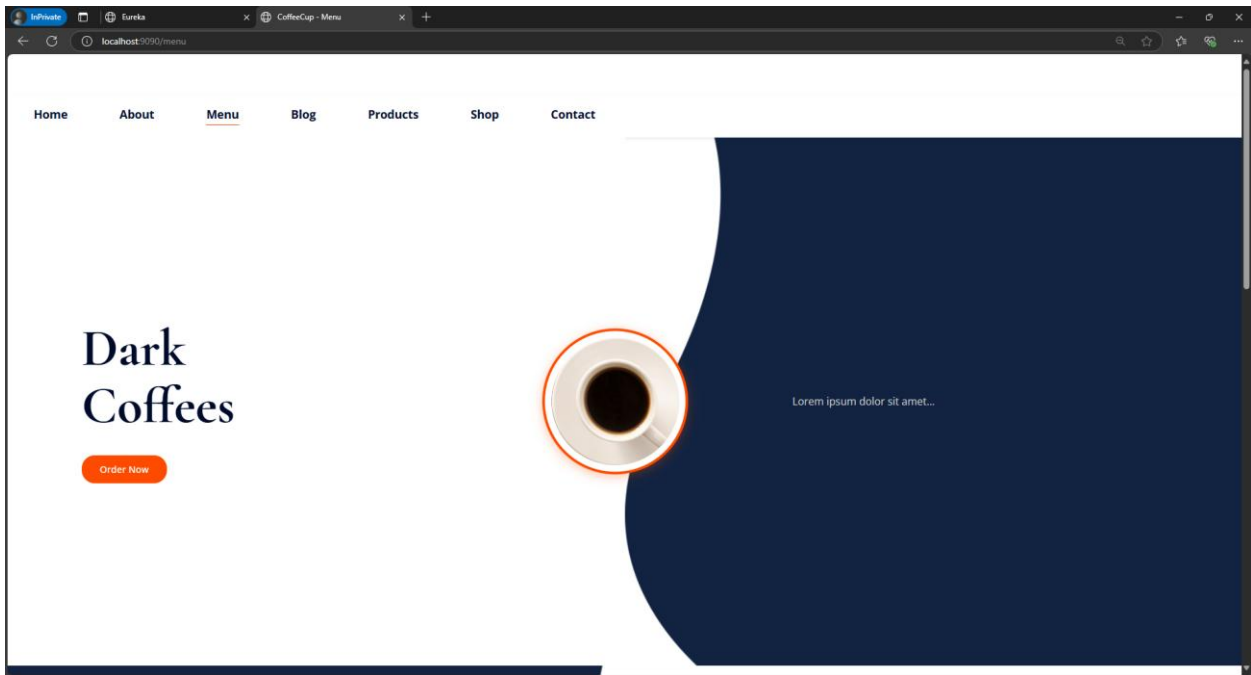 InPrivate
Eureka
CoffeeCup - Menu
localhost:9090/menu
Home About Menu Blog Products Shop Contact
Dark
Coffees
Lorem ipsum dolor sit amet...
Order Now